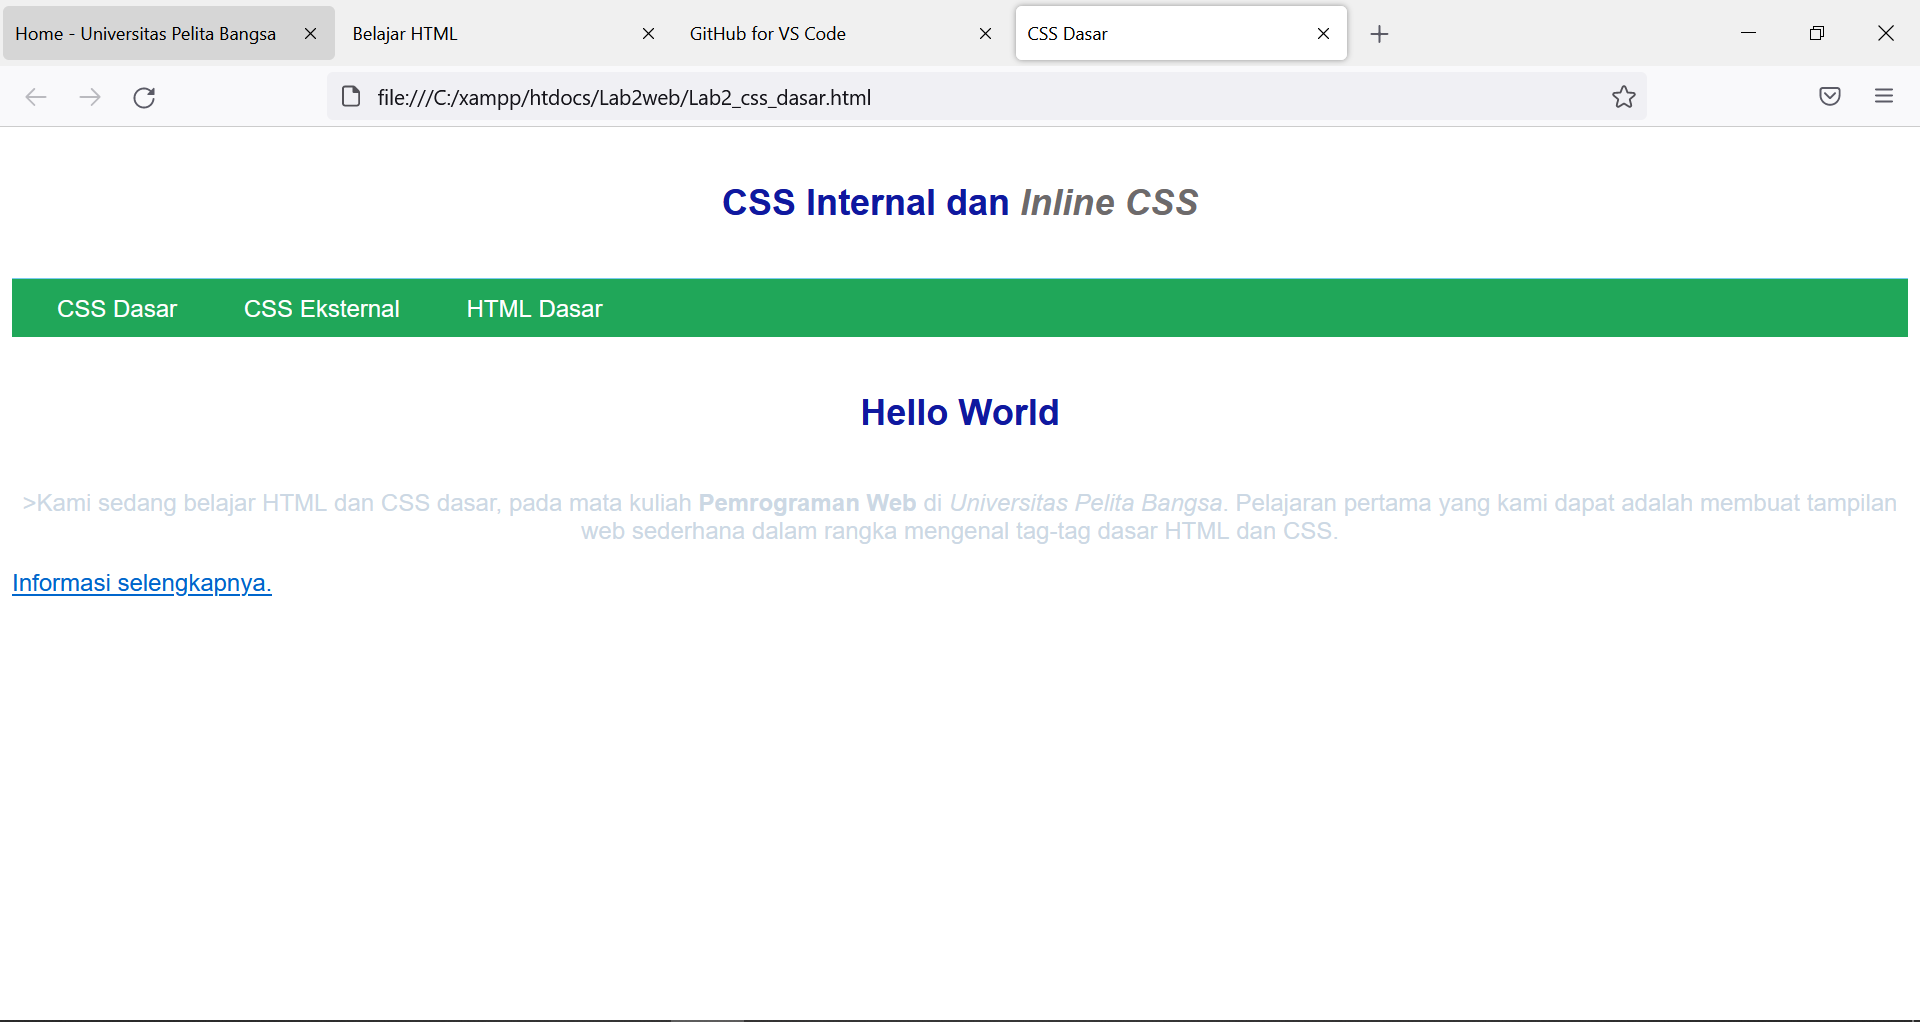 Home - Universitas Pelita Bangsa
Belajar HTML
GitHub for VS Code
CSS Dasar
file:///C:/xampp/htdocs/Lab2web/Lab2_css_dasar.html
CSS Internal dan Inline CSS
CSS Dasar
CSS Eksternal
HTML Dasar
Hello World
>Kami sedang belajar HTML dan CSS dasar, pada mata kuliah Pemrograman Web di Universitas Pelita Bangsa. Pelajaran pertama yang kami dapat adalah membuat tampilan
web sederhana dalam rangka mengenal tag-tag dasar HTML dan CSS.
Informasi selengkapnya.